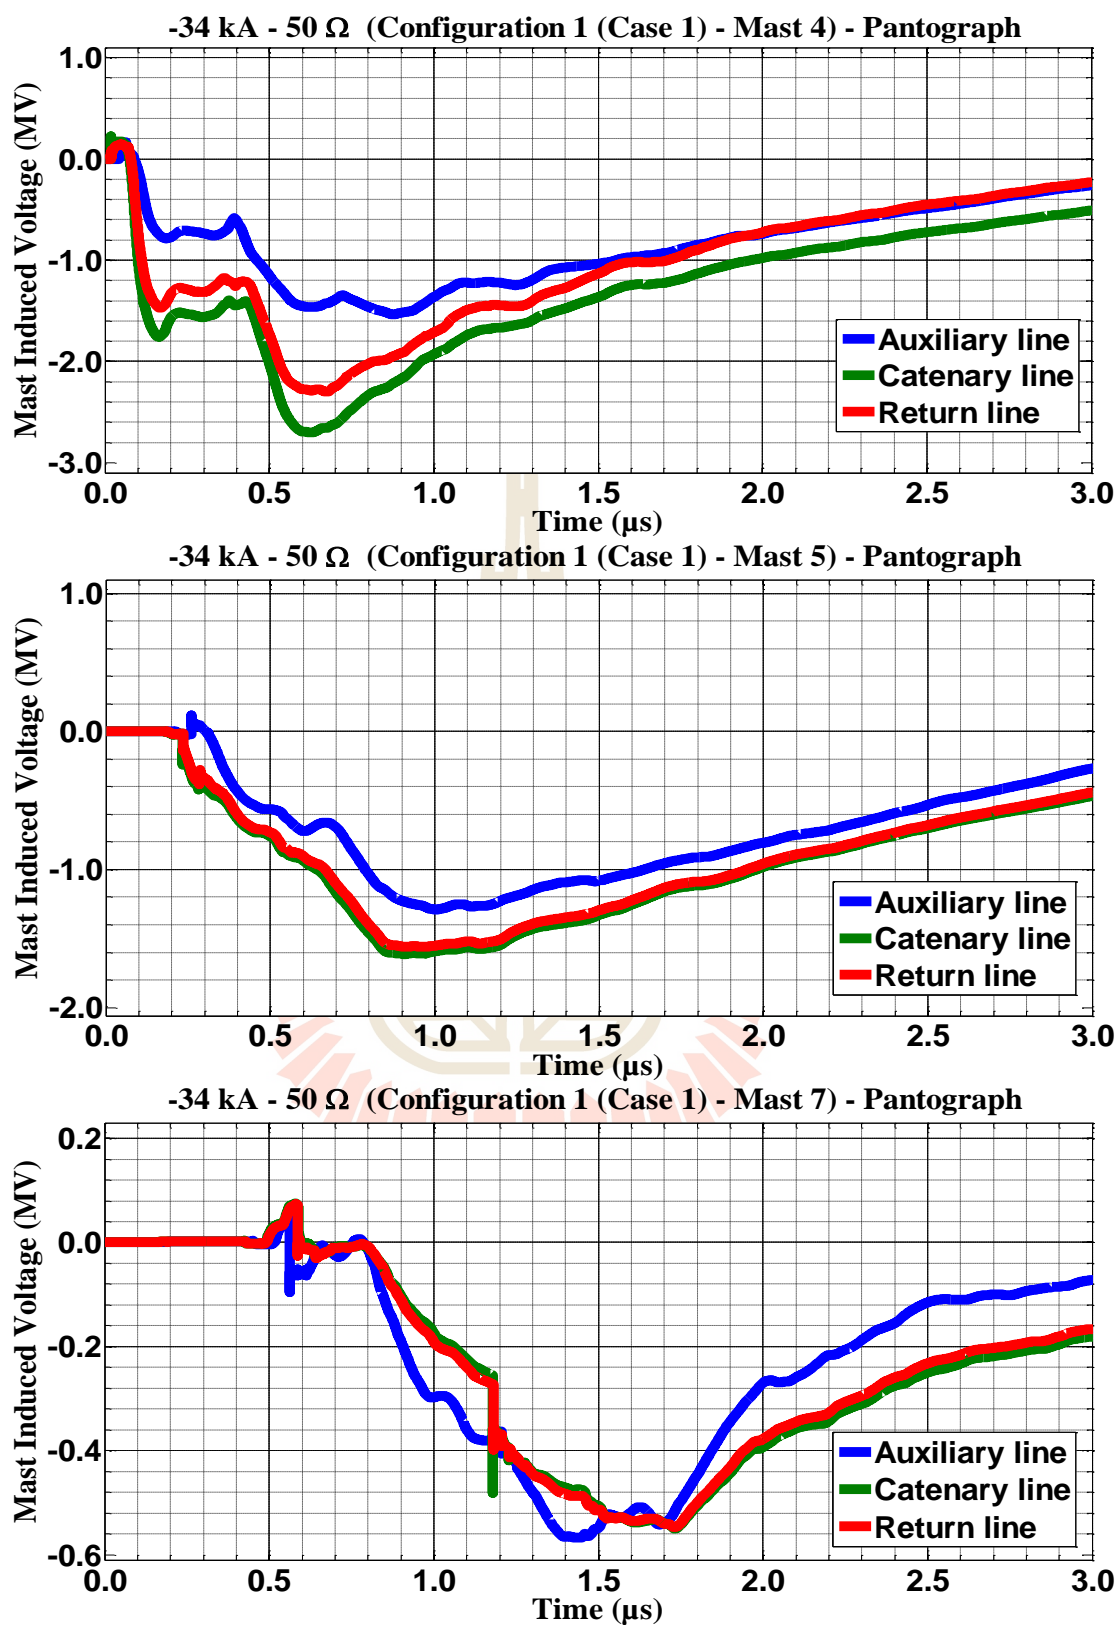 -34 kA - 50 Ω (Configuration 1 (Case 1) - Mast 4) - Pantograph
Mast Induced Voltage (MV)
1.0
0.0
-1.0
-2.0
-3.0
Auxiliary line
Catenary line
Return line
0.0 0.5 1.0 1.5 2.0 2.5 3.0
Time (µs)
-34 kA - 50 Ω (Configuration 1 (Case 1) - Mast 5) - Pantograph
Mast Induced Voltage (MV)
1.0
0.0
-1.0
-2.0
Auxiliary line
Catenary line
Return line
0.0 0.5 1.0 1.5 2.0 2.5 3.0
Time (µs)
-34 kA - 50 Ω (Configuration 1 (Case 1) - Mast 7) - Pantograph
Mast Induced Voltage (MV)
0.2
0.0
-0.2
-0.4
-0.6
Auxiliary line
Catenary line
Return line
0.0 0.5 1.0 1.5 2.0 2.5 3.0
Time (µs)